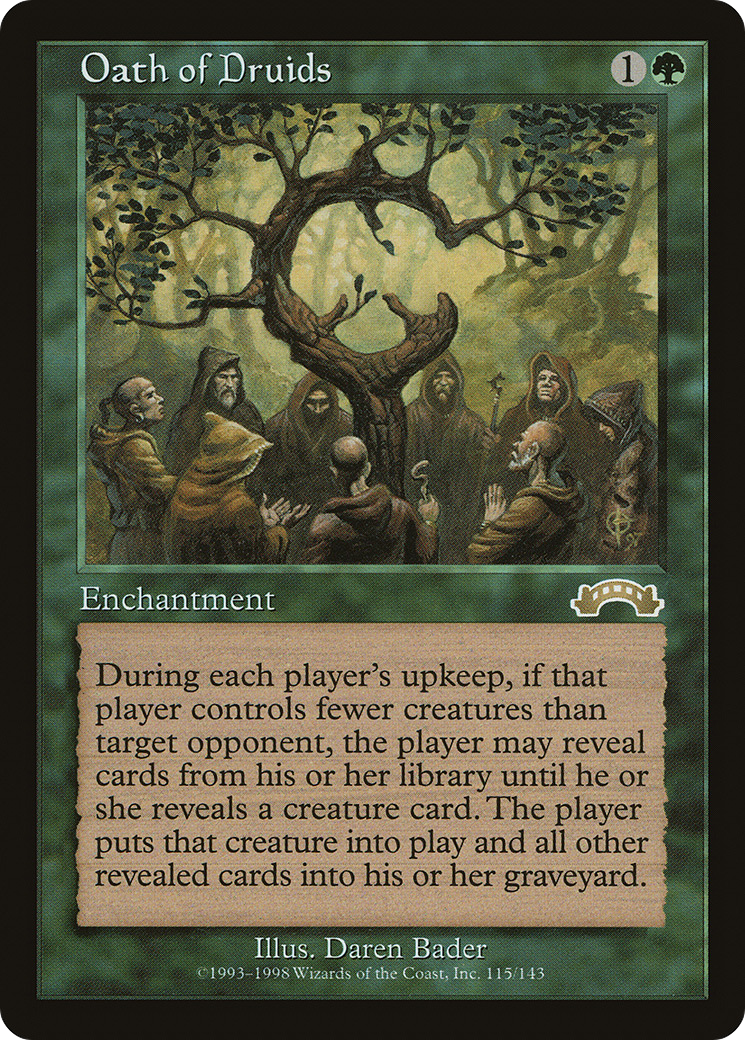 Oath of Druids 1
Enchantment
During each player's upkeep, if that
player controls fewer creatures than
target opponent, the player may reveal
cards from his or her library until he or
she reveals a creature card. The player
puts that creature into play and all other
revealed cards into his or her graveyard.
Illus. Daren Bader
©1993–1998 Wizards of the Coast, Inc. 115/143